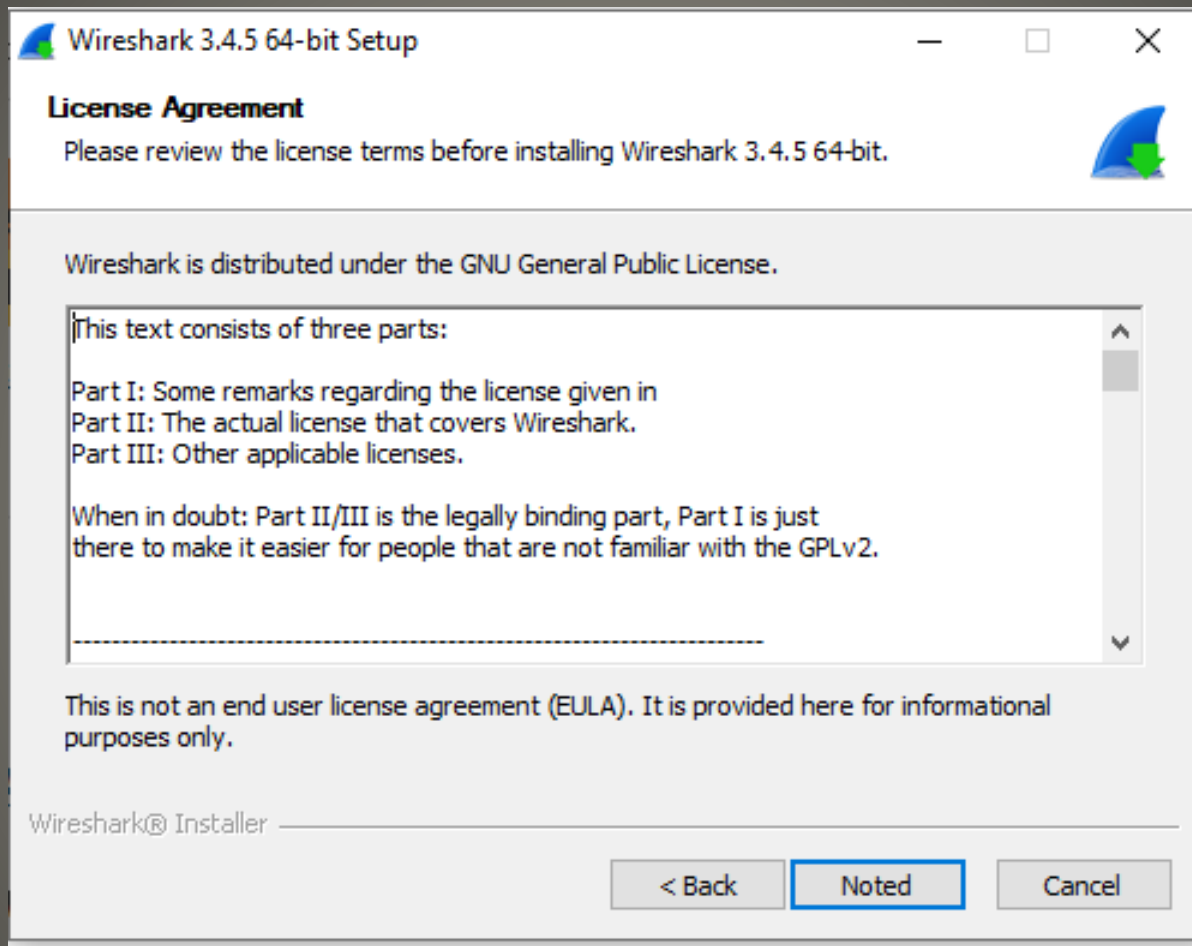 Wireshark 3.4.5 64-bit Setup
License Agreement
Please review the license terms before installing Wireshark 3.4.5 64-bit.
Wireshark is distributed under the GNU General Public License.
This text consists of three parts:
Part I: Some remarks regarding the license given in
Part II: The actual license that covers Wireshark.
Part III: Other applicable licenses.
When in doubt: Part II/III is the legally binding part, Part I is just
there to make it easier for people that are not familiar with the GPLv2.
------------------------------------------------------------------------
This is not an end user license agreement (EULA). It is provided here for informational
purposes only.
Wireshark® Installer
< Back Noted Cancel